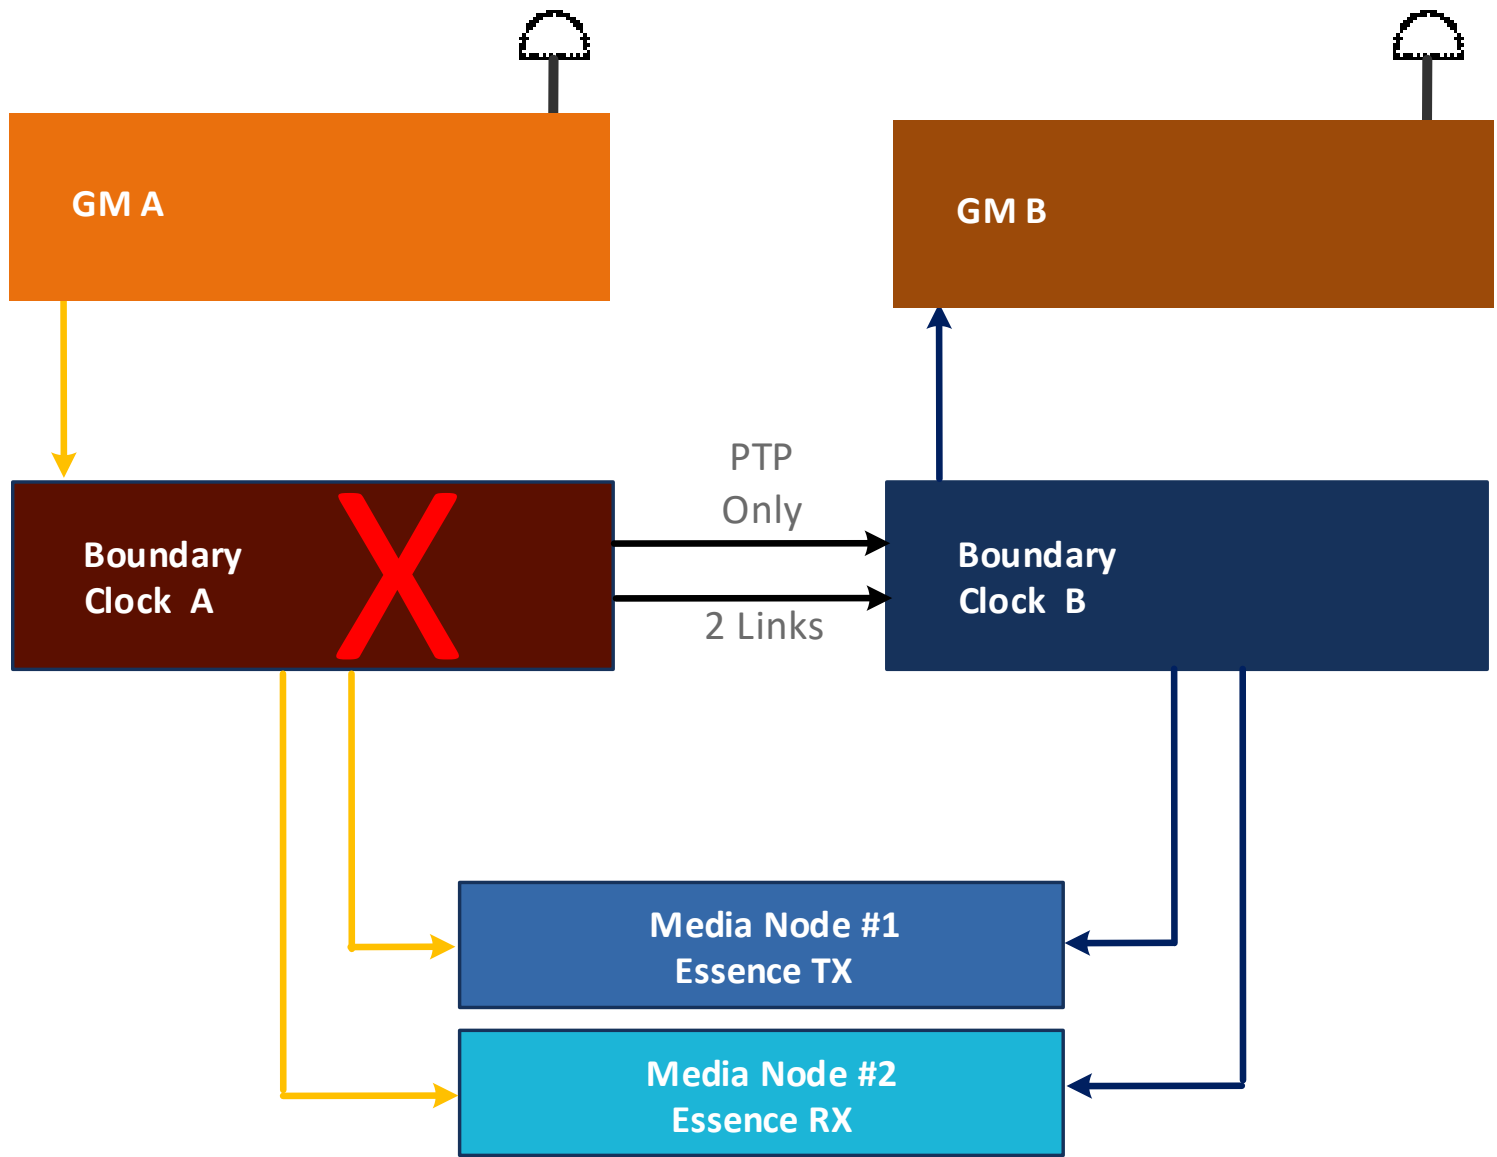 GM A
GM B
PTP
Only
Boundary
Clock A
Boundary
Clock B
2 Links
Media Node #1
Essence TX
Media Node #2
Essence RX